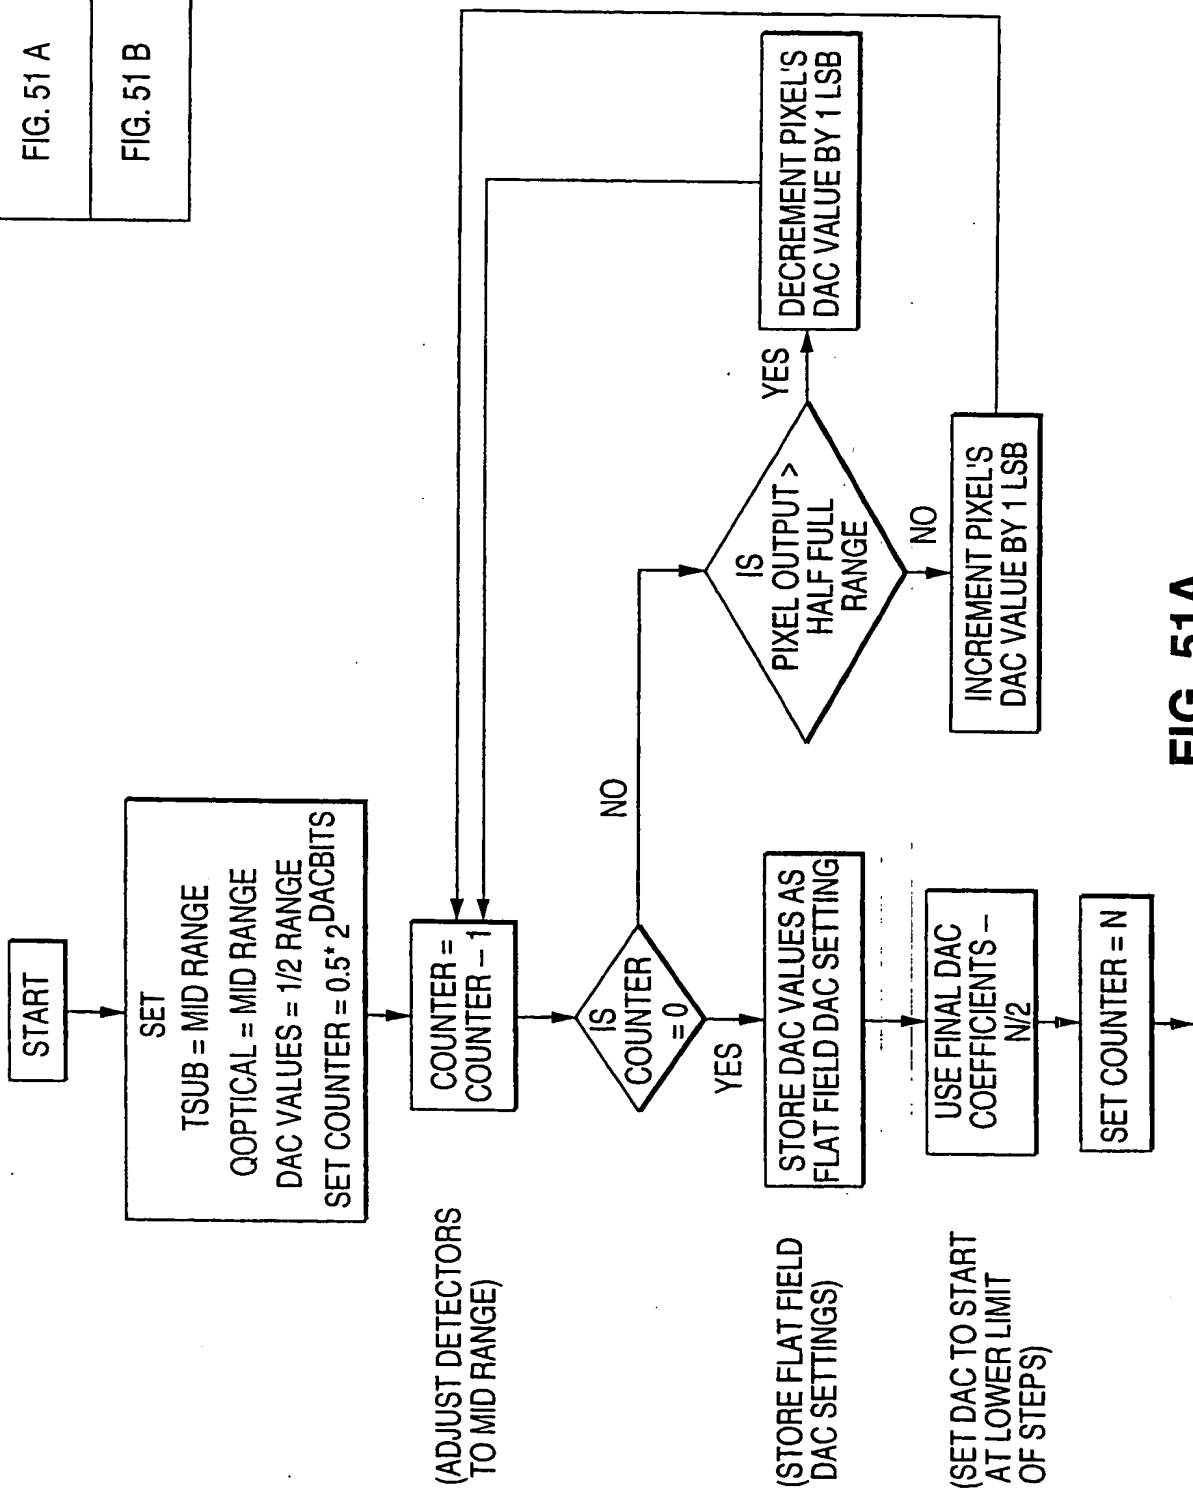 FIG. 51 A
FIG. 51 B
START
SET
TSUB = MID RANGE
QOPTICAL = MID RANGE
DAC VALUES = 1/2 RANGE
SET COUNTER = 0.5* 2^DACBITS
(ADJUST DETECTORS
TO MID RANGE)
COUNTER =
COUNTER – 1
IS
COUNTER
= 0
NO
YES
IS
PIXEL OUTPUT >
HALF FULL
RANGE
YES
DECREMENT PIXEL'S
DAC VALUE BY 1 LSB
NO
INCREMENT PIXEL'S
DAC VALUE BY 1 LSB
(STORE FLAT FIELD
DAC SETTINGS)
STORE DAC VALUES AS
FLAT FIELD DAC SETTING
(SET DAC TO START
AT LOWER LIMIT
OF STEPS)
USE FINAL DAC
COEFFICIENTS –
N/2
SET COUNTER = N
FIG. 51A